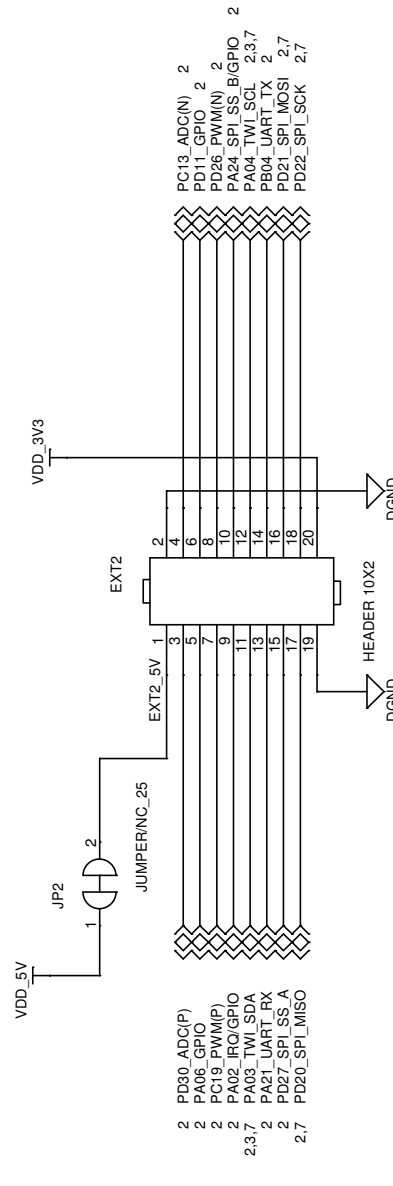 VDD_5V
JP2
1
2
JUMPER/NC_25
VDD_3V3
EXT2
EXT2_5V
1 2
3 4
5 6
7 8
9 10
11 12
13 14
15 16
17 18
19 20
HEADER 10X2
DGND
DGND
2 PD30_ADC(P)
2 PA06_GPIO
2 PC19_PWM(P)
2 PA02_IRQ/GPIO
2,3,7 PA03_TWI_SDA
2 PA21_UART_RX
2 PD27_SPI_SS_A
2,7 PD20_SPI_MISO
PC13_ADC(N) 2
PD11_GPIO 2
PD26_PWM(N) 2
PA24_SPI_SS_B/GPIO 2
PA04_TWI_SCL 2,3,7
PB04_UART_TX 2
PD21_SPI_MOSI 2,7
PD22_SPI_SCK 2,7